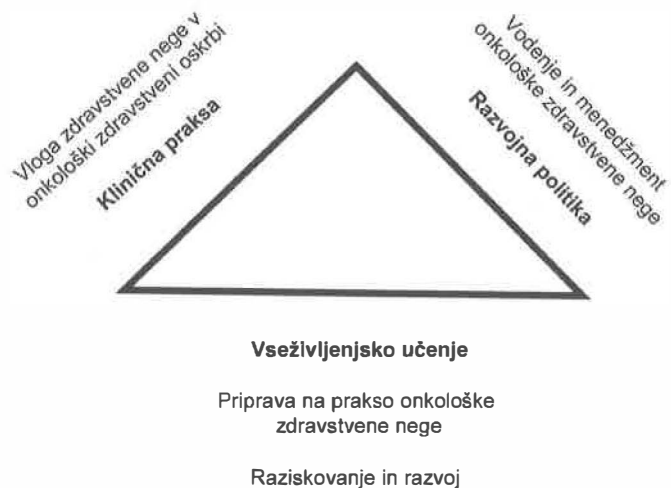 Vloga zdravstvene nege v
onkološki zdravstveni oskrbi
Klinična praksa
Vodenje in menedžment
onkološke zdravstvene nege
Razvojna politika
Vseživljenjsko učenje
Priprava na prakso onkološke
zdravstvene nege
Raziskovanje in razvoj